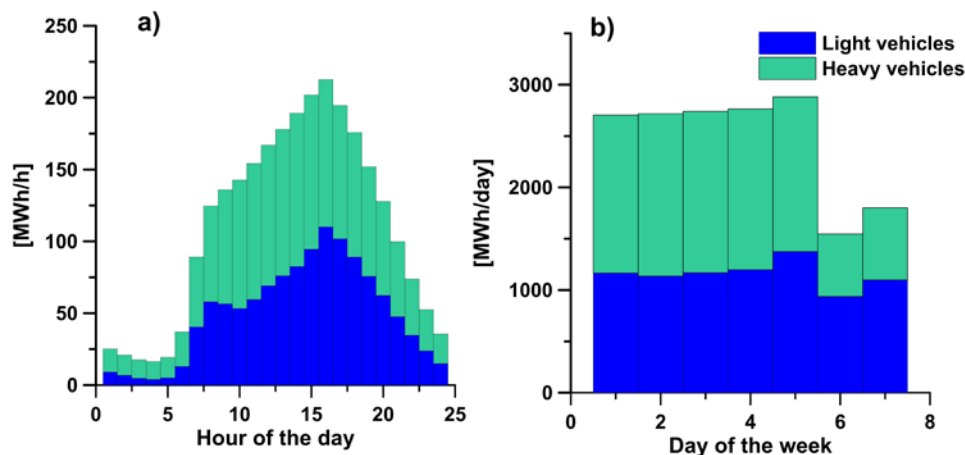 a)
250
200
150
100
50
0
[MWh/h]
0 5 10 15 20 25
Hour of the day
b)
Light vehicles
Heavy vehicles
3000
2000
1000
0
[MWh/day]
0 2 4 6 8
Day of the week